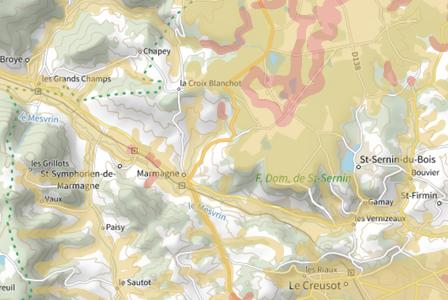 Chapey
Broye
D138
les Grands Champs
la Croix Blanchot
le Mesvrin
St-Sernin-du-Bois
les Grillots
St-Symphorien-de-
Marmagne
Marmagne
Bouvier
F. Dom. de St-Sernin
Vaux
St-Firmin
Gamay
le Mesvrin
les Vernizeaux
Paisy
les Riaux
le Sautot
Le Creusot
reuil